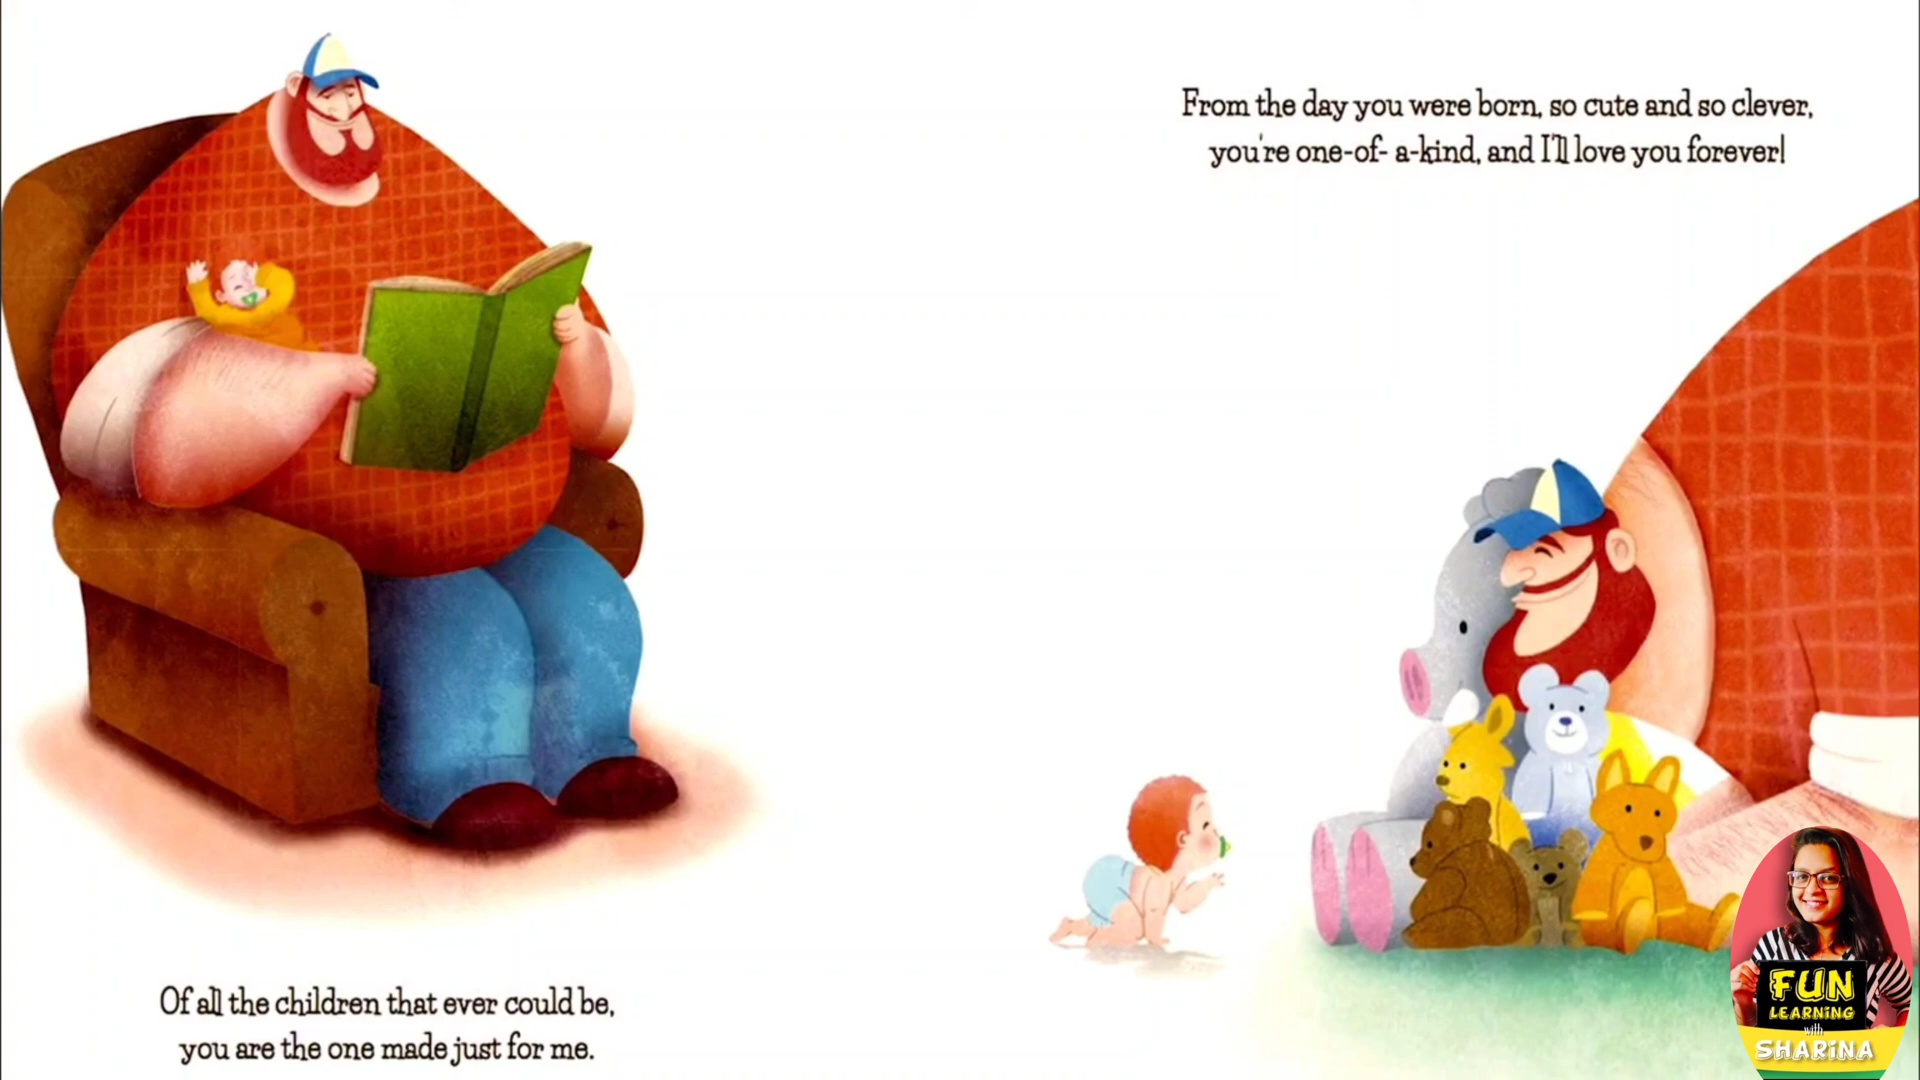 Of all the children that ever could be,
you are the one made just for me.
From the day you were born, so cute and so clever,
you're one-of- a-kind, and I'll love you forever!
FUN
LEARNING
with
SHARINA